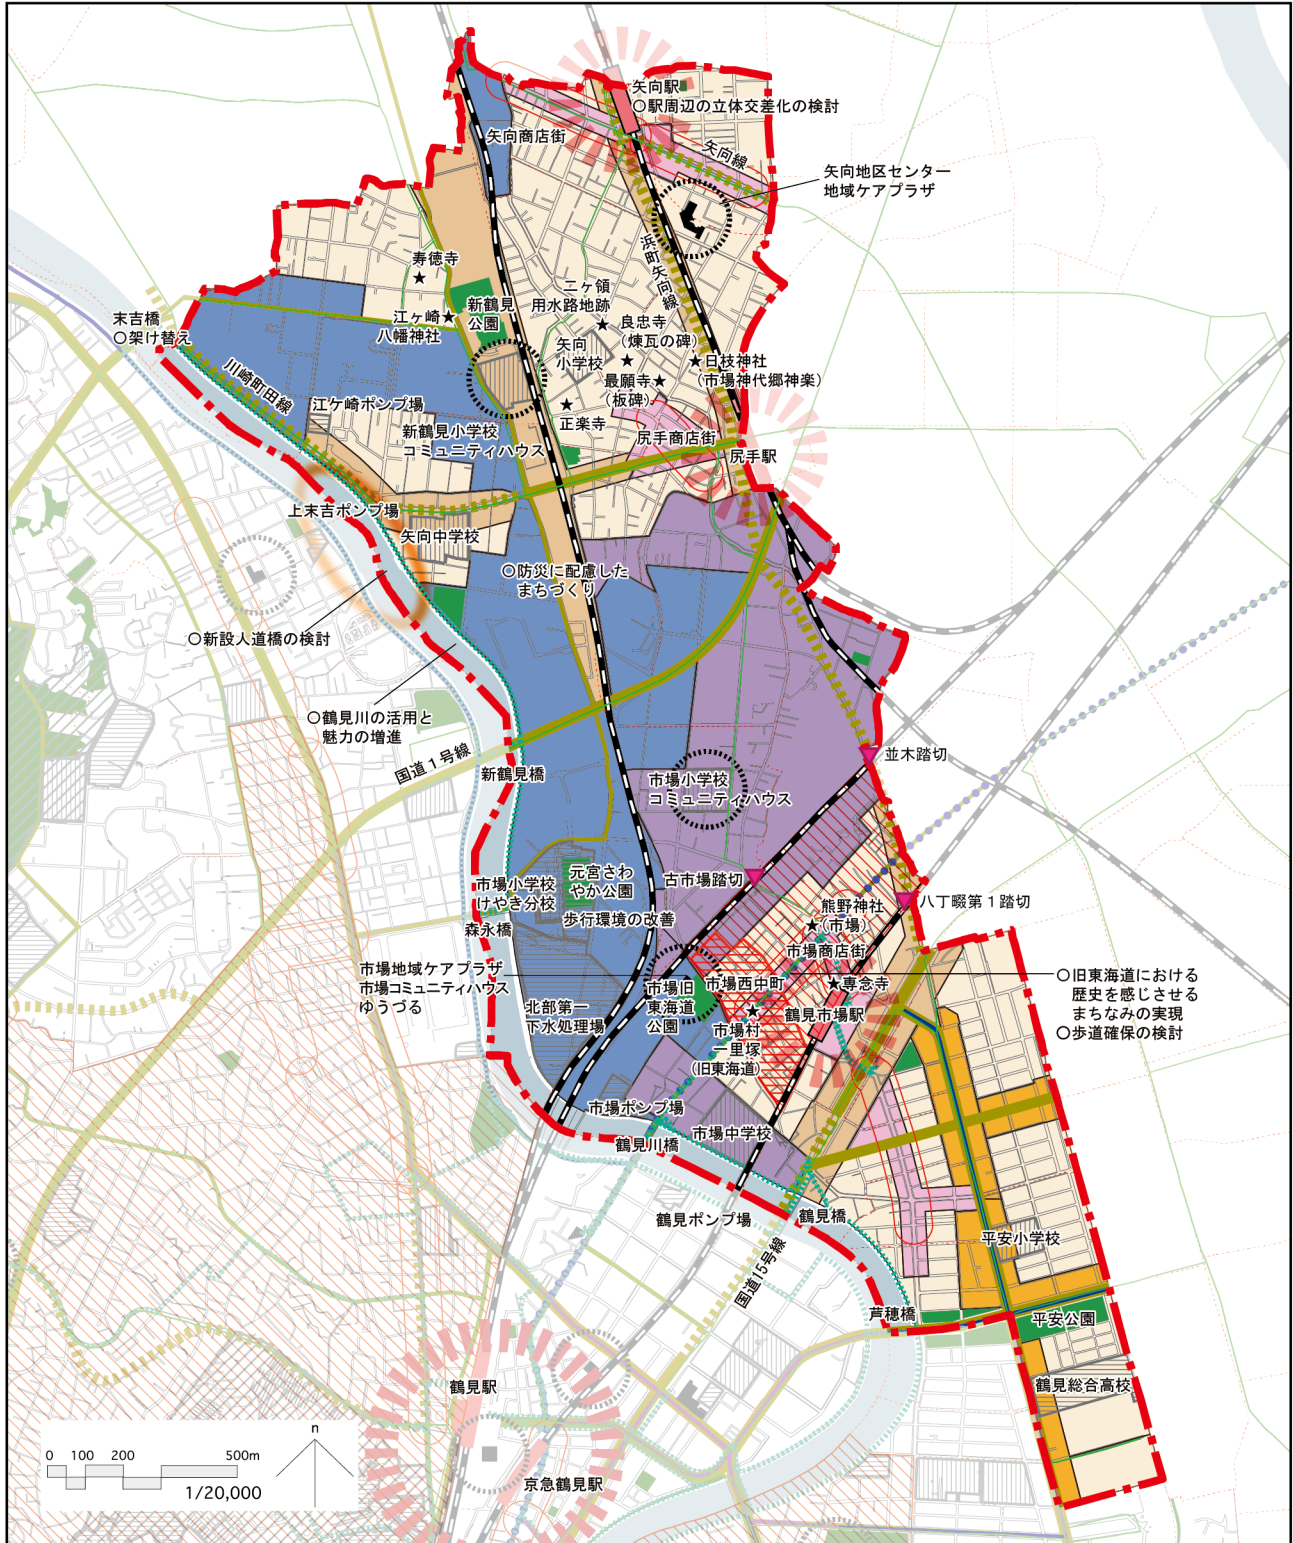 矢向駅
○駅周辺の立体交差化の検討
矢向商店街
矢向線
矢向地区センター
地域ケアプラザ
浜町矢向線
寿徳寺
二ヶ領
用水路地跡
新鶴見
公園
江ヶ崎
八幡神社
末吉橋
○架け替え
良忠寺
(煉瓦の碑)
矢向
小学校
日枝神社
(市場神代郷神楽)
最願寺
(板碑)
川崎町田線
江ケ崎ポンプ場
正楽寺
新鶴見小学校
コミュニティハウス
尻手商店街
尻手駅
上末吉ポンプ場
矢向中学校
○防災に配慮した
まちづくり
○新設人道橋の検討
○鶴見川の活用と
魅力の増進
国道1号線
新鶴見橋
並木踏切
市場小学校
コミュニティハウス
古市場踏切
元宮さわ
やか公園
市場小学校
けやき分校
八丁畷第1踏切
熊野神社
(市場)
歩行環境の改善
森永橋
市場商店街
市場地域ケアプラザ
市場コミュニティハウス
ゆうづる
市場西中町
専念寺
市場旧
東海道
公園
○旧東海道における
歴史を感じさせる
まちなみの実現
○歩道確保の検討
北部第一
下水処理場
鶴見市場駅
市場村
一里塚
(旧東海道)
市場ポンプ場
市場中学校
鶴見川橋
鶴見ポンプ場
鶴見橋
国道15号線
平安小学校
芦穂橋
平安公園
鶴見駅
鶴見総合高校
京急鶴見駅
n
0 100 200 500m
1/20,000